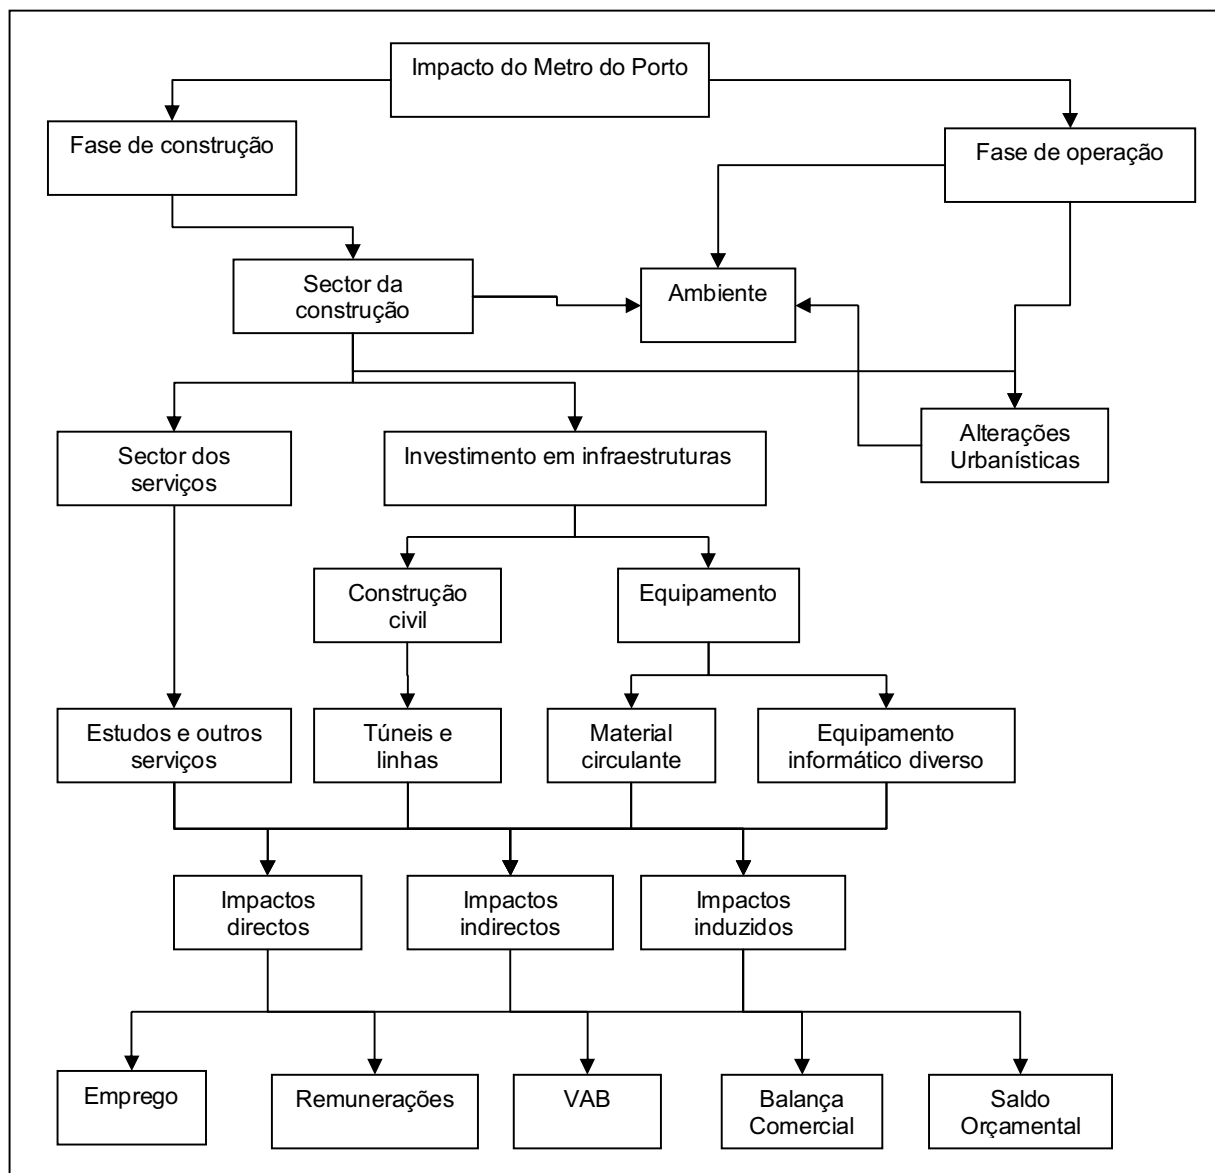 Impacto do Metro do Porto
Fase de construção
Fase de operação
Sector da
construção
Ambiente
Alterações
Urbanísticas
Sector dos
serviços
Investimento em infraestruturas
Construção
civil
Equipamento
Estudos e outros
serviços
Túneis e
linhas
Material
circulante
Equipamento
informático diverso
Impactos
directos
Impactos
indirectos
Impactos
induzidos
Emprego
Remunerações
VAB
Balança
Comercial
Saldo
Orçamental